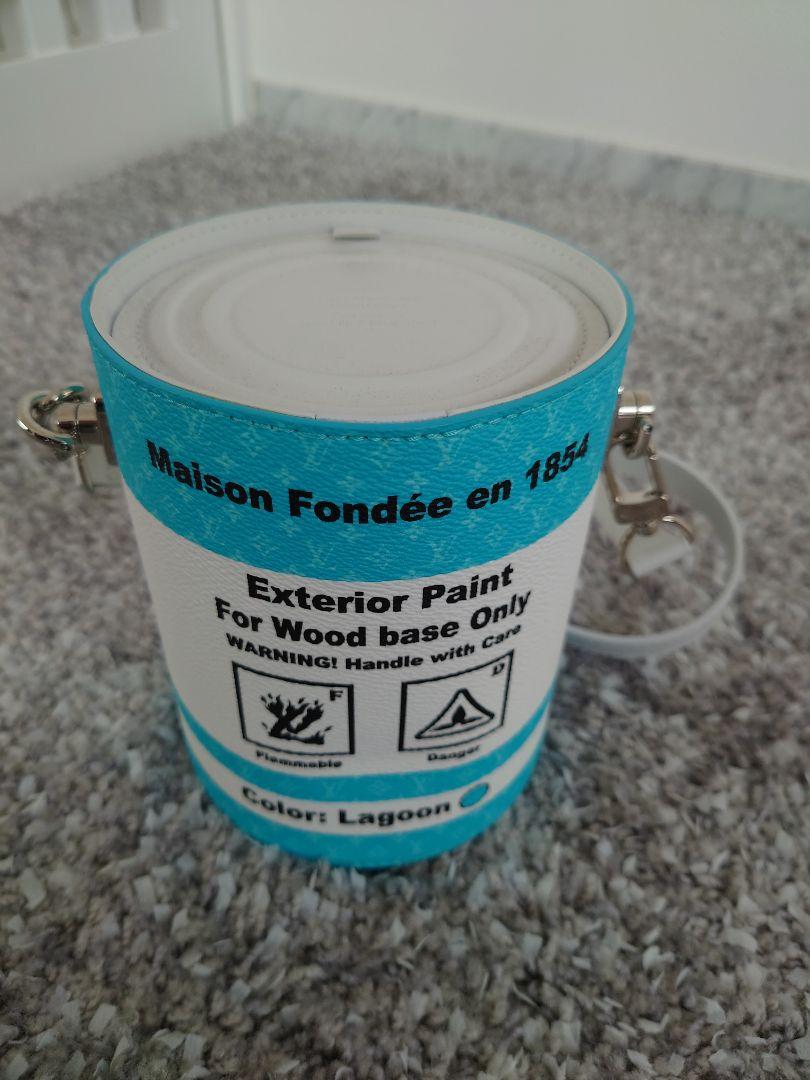 Maison Fondée en 1854
Exterior Paint
For Wood base Only
WARNING! Handle with Care
F
D
Flammable
Danger
Color: Lagoon